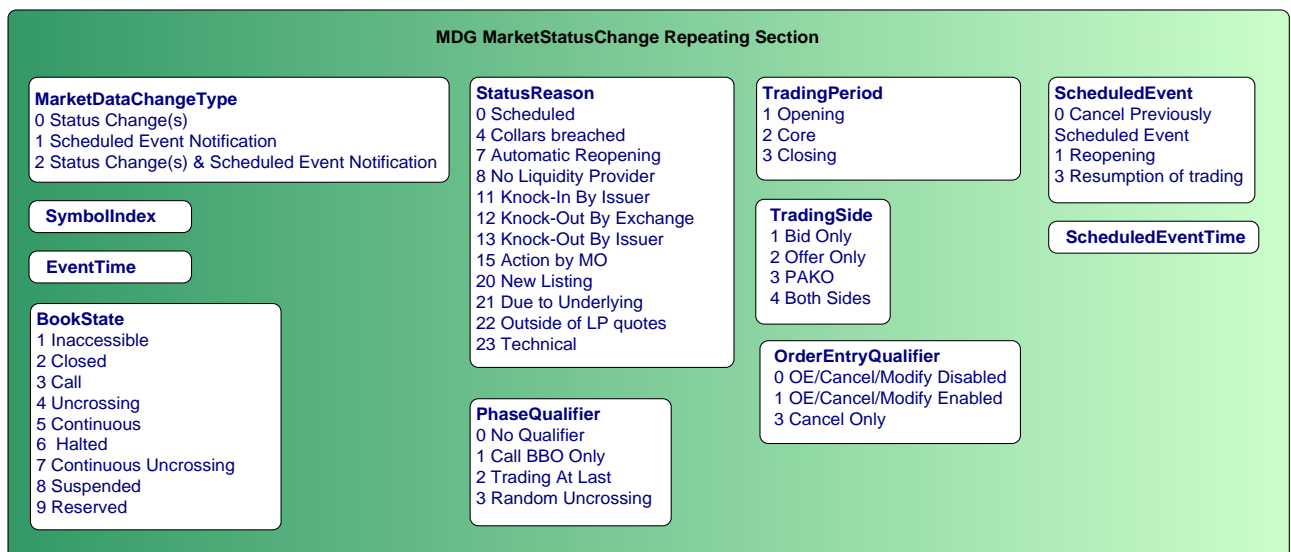 MDG MarketStatusChange Repeating Section
MarketDataChangeType
0 Status Change(s)
1 Scheduled Event Notification
2 Status Change(s) & Scheduled Event Notification
SymbolIndex
EventTime
BookState
1 Inaccessible
2 Closed
3 Call
4 Uncrossing
5 Continuous
6 Halted
7 Continuous Uncrossing
8 Suspended
9 Reserved
StatusReason
0 Scheduled
4 Collars breached
7 Automatic Reopening
8 No Liquidity Provider
11 Knock-In By Issuer
12 Knock-Out By Exchange
13 Knock-Out By Issuer
15 Action by MO
20 New Listing
21 Due to Underlying
22 Outside of LP quotes
23 Technical
PhaseQualifier
0 No Qualifier
1 Call BBO Only
2 Trading At Last
3 Random Uncrossing
TradingPeriod
1 Opening
2 Core
3 Closing
TradingSide
1 Bid Only
2 Offer Only
3 PAKO
4 Both Sides
OrderEntryQualifier
0 OE/Cancel/Modify Disabled
1 OE/Cancel/Modify Enabled
3 Cancel Only
ScheduledEvent
0 Cancel Previously
Scheduled Event
1 Reopening
3 Resumption of trading
ScheduledEventTime